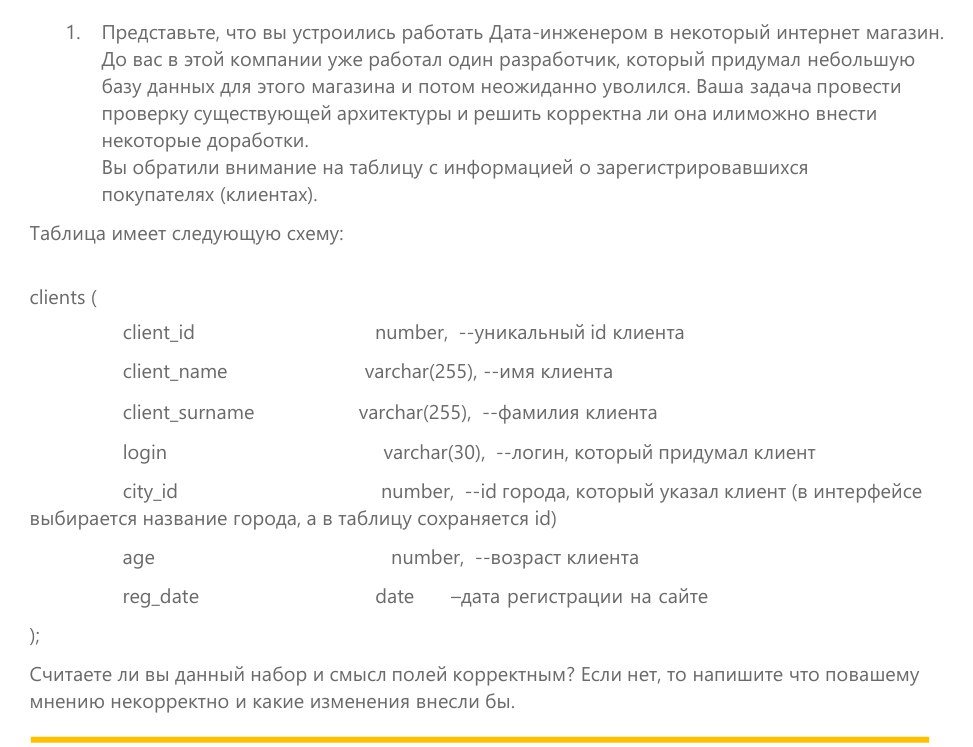 1. Представьте, что вы устроились работать Дата-инженером в некоторый интернет магазин.
До вас в этой компании уже работал один разработчик, который придумал небольшую
базу данных для этого магазина и потом неожиданно уволился. Ваша задача провести
проверку существующей архитектуры и решить корректна ли она илиможно внести
некоторые доработки.
Вы обратили внимание на таблицу с информацией о зарегистрировавшихся
покупателях (клиентах).
Таблица имеет следующую схему:
clients (
client_id number, --уникальный id клиента
client_name varchar(255), --имя клиента
client_surname varchar(255), --фамилия клиента
login varchar(30), --логин, который придумал клиент
city_id number, --id города, который указал клиент (в интерфейсе
выбирается название города, а в таблицу сохраняется id)
age number, --возраст клиента
reg_date date –дата регистрации на сайте
);
Считаете ли вы данный набор и смысл полей корректным? Если нет, то напишите что повашему
мнению некорректно и какие изменения внесли бы.